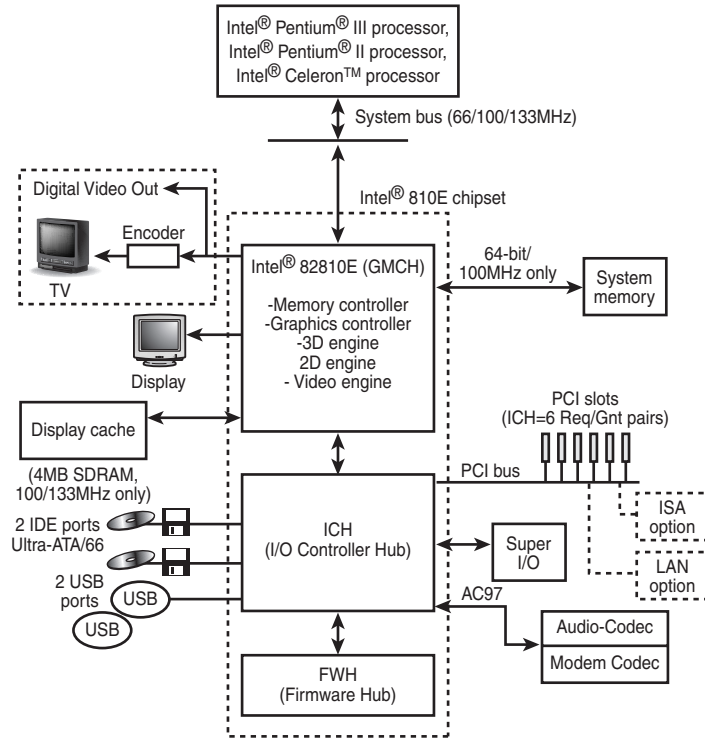 Intel® Pentium® III processor,
Intel® Pentium® II processor,
Intel® Celeron™ processor
System bus (66/100/133MHz)
Intel® 810E chipset
Digital Video Out
Encoder
TV
Intel® 82810E (GMCH)
-Memory controller
-Graphics controller
-3D engine
2D engine
- Video engine
64-bit/
100MHz only
System
memory
Display
Display cache
(4MB SDRAM,
100/133MHz only)
PCI slots
(ICH=6 Req/Gnt pairs)
PCI bus
ISA
option
LAN
option
2 IDE ports
Ultra-ATA/66
ICH
(I/O Controller Hub)
Super
I/O
2 USB
ports
USB
USB
AC97
Audio-Codec
Modem Codec
FWH
(Firmware Hub)